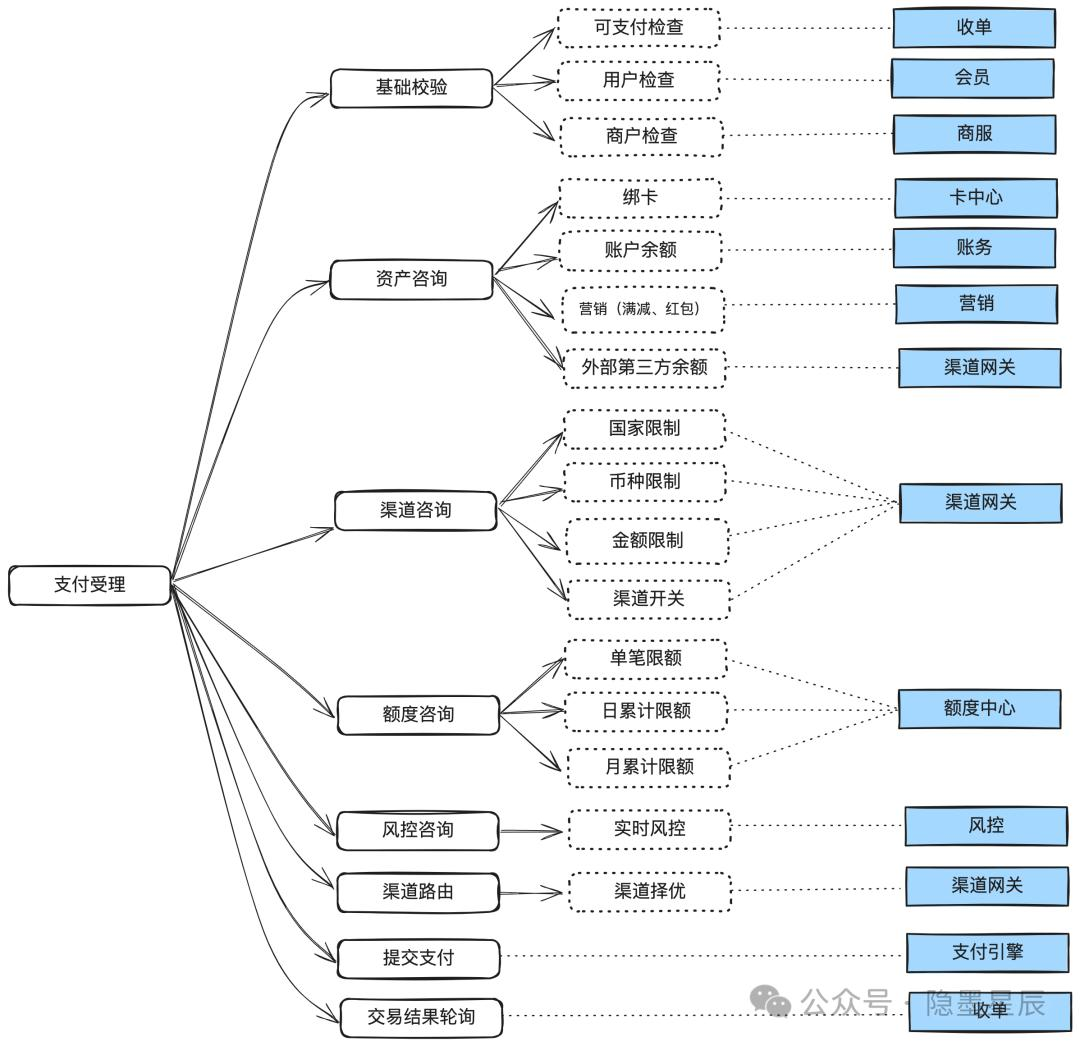 支付受理
基础校验
可支付检查
收单
用户检查
会员
商户检查
商服
资产咨询
绑卡
卡中心
账户余额
账务
营销（满减、红包）
营销
外部第三方余额
渠道网关
渠道咨询
国家限制
币种限制
金额限制
渠道开关
渠道网关
额度咨询
单笔限额
日累计限额
月累计限额
额度中心
风控咨询
实时风控
风控
渠道路由
渠道择优
渠道网关
提交支付
支付引擎
交易结果轮询
收单
公众号·隐墨星辰